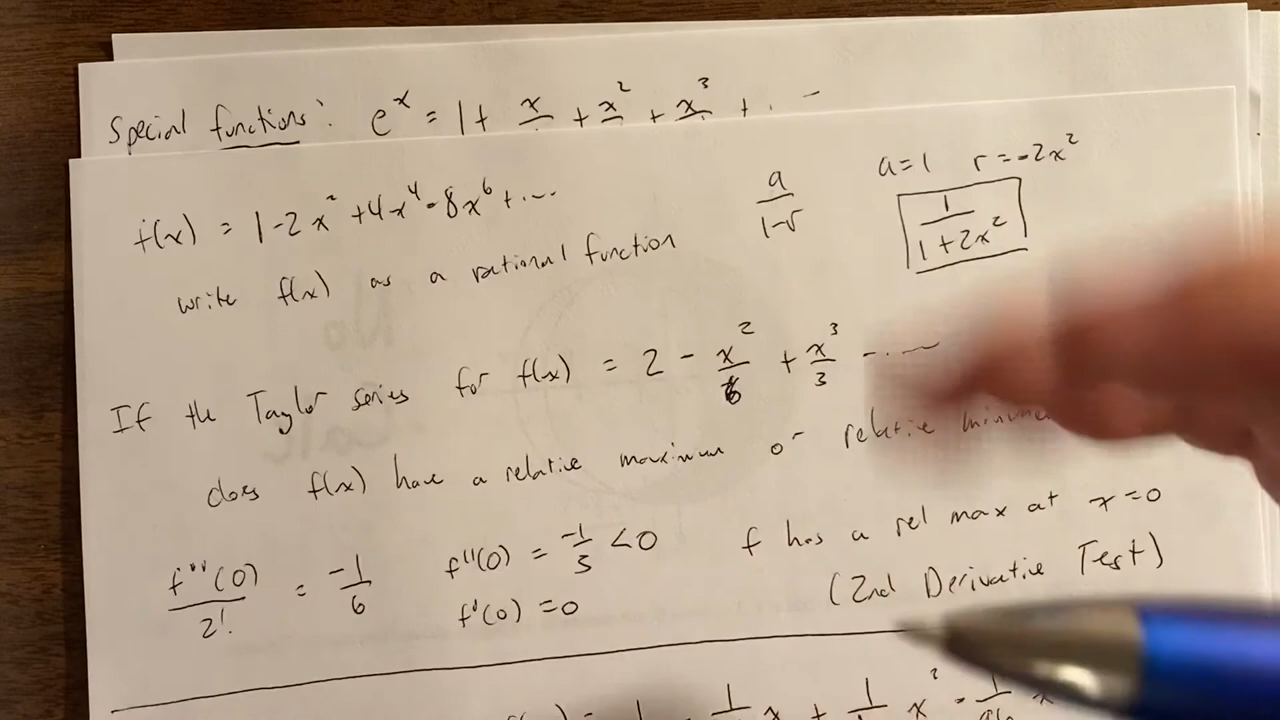 Special functions: e^x = 1 + x + x^2 + x^3 + ...
f(x) = 1 - 2x^2 + 4x^4 - 8x^6 + ... a/(1-r) a=1 r=-2x^2
write f(x) as a rational function 1/(1+2x^2)
If the Taylor series for f(x) = 2 - x^2/6 + x^3/3 - ...
does f(x) have a relative maximum or relative
f'''(0)/2! = -1/6 f''(0) = -1/3 <0 f has a rel max at x=0
f'(0) = 0 (2nd Derivative Test)